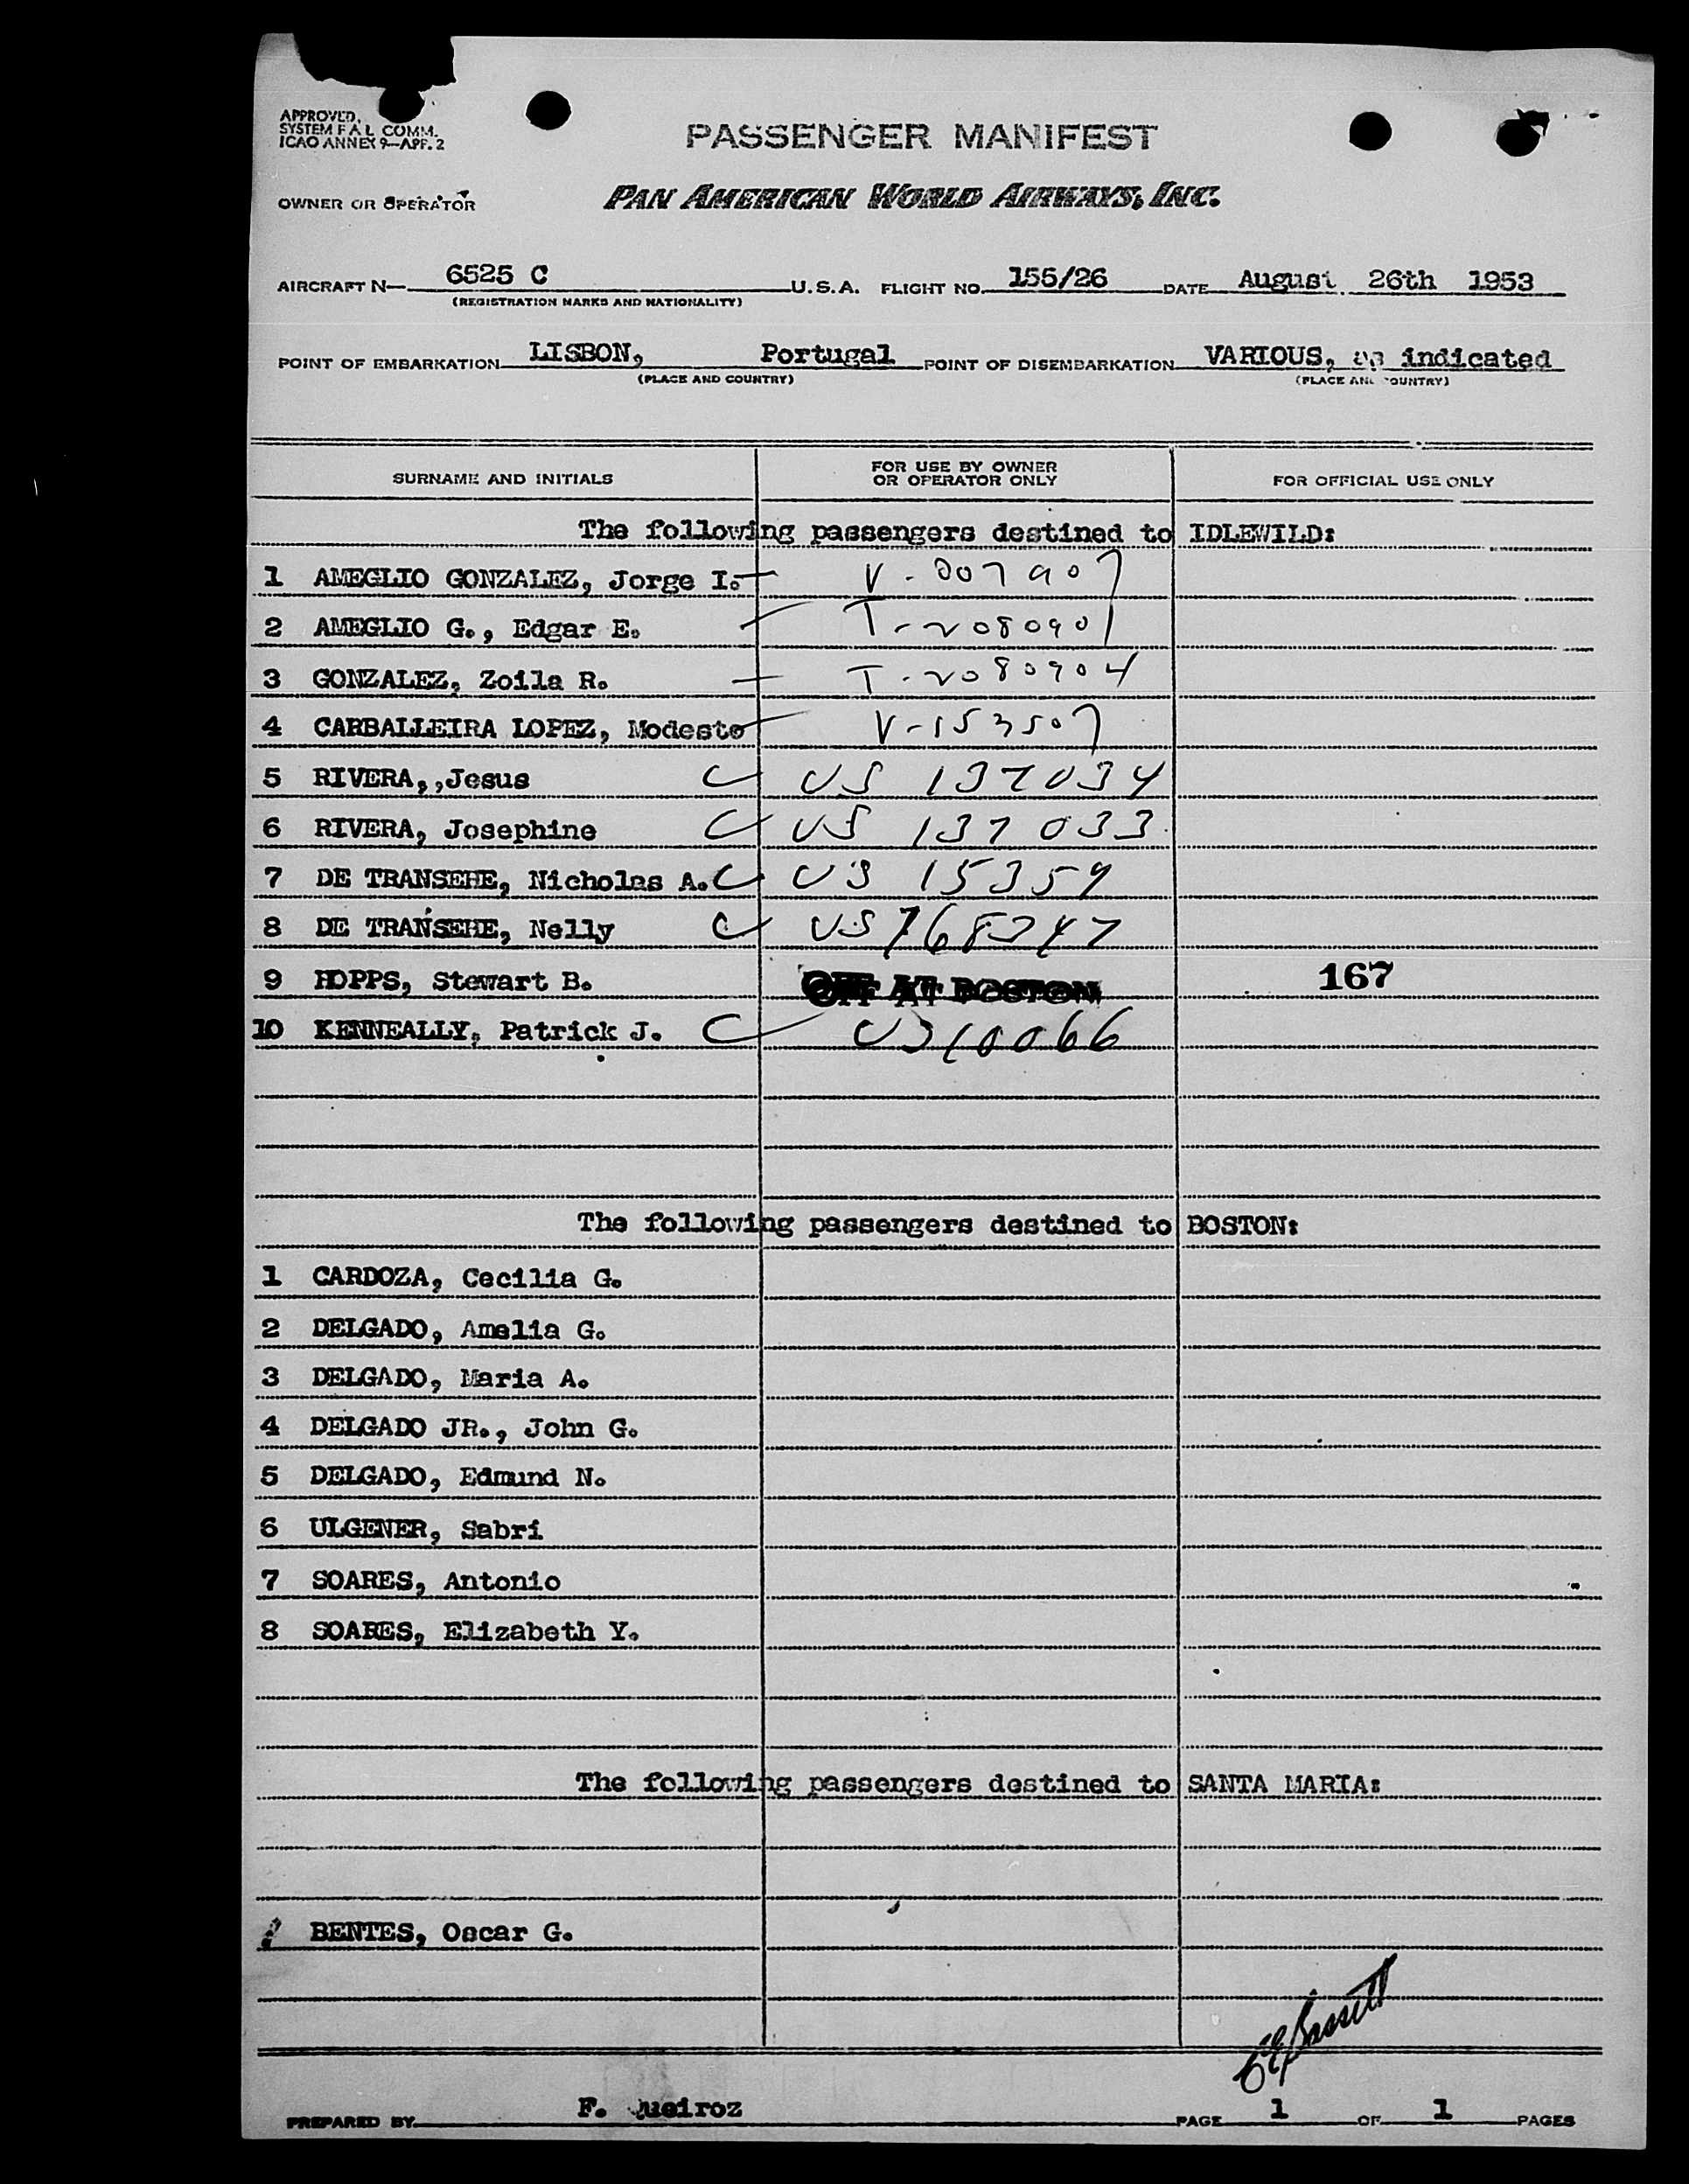 APPROVED,
SYSTEM F A L COMM.
ICAO ANNEX 9—APP. 2
PASSENGER MANIFEST
OWNER OR OPERATOR PAN AMERICAN WORLD AIRWAYS, INC.
AIRCRAFT N— 6525 C U.S.A. FLIGHT NO. 155/26 DATE August 26th 1953
(REGISTRATION MARKS AND NATIONALITY)
POINT OF EMBARKATION LISBON, Portugal POINT OF DISEMBARKATION VARIOUS, as indicated
(PLACE AND COUNTRY) (PLACE AND COUNTRY)
SURNAME AND INITIALS FOR USE BY OWNER OR OPERATOR ONLY FOR OFFICIAL USE ONLY
The following passengers destined to IDLEWILD:
1 AMEGLIO GONZALEZ, Jorge I. V-007907
2 AMEGLIO G., Edgar E. T-2080901
3 GONZALEZ, Zoila R. T-2080904
4 CARBALLEIRA LOPEZ, Modesto V-153507
5 RIVERA,,Jesus C US 137034
6 RIVERA, Josephine C US 137033
7 DE TRANSEHE, Nicholas A. C US 15359
8 DE TRANSEHE, Nelly C
9 HOPPS, Stewart B. OFF AT BOSTON 167
10 KENNEALLY, Patrick J. C US 10066
The following passengers destined to BOSTON:
1 CARDOZA, Cecilia G.
2 DELGADO, Amelia G.
3 DELGADO, Maria A.
4 DELGADO JR., John G.
5 DELGADO, Edmund N.
6 ULGENER, Sabri
7 SOARES, Antonio
8 SOARES, Elizabeth Y.
The following passengers destined to SANTA MARIA:
BENTES, Oscar G.
Bassett
PREPARED BY F. Queiroz PAGE 1 OF 1 PAGES